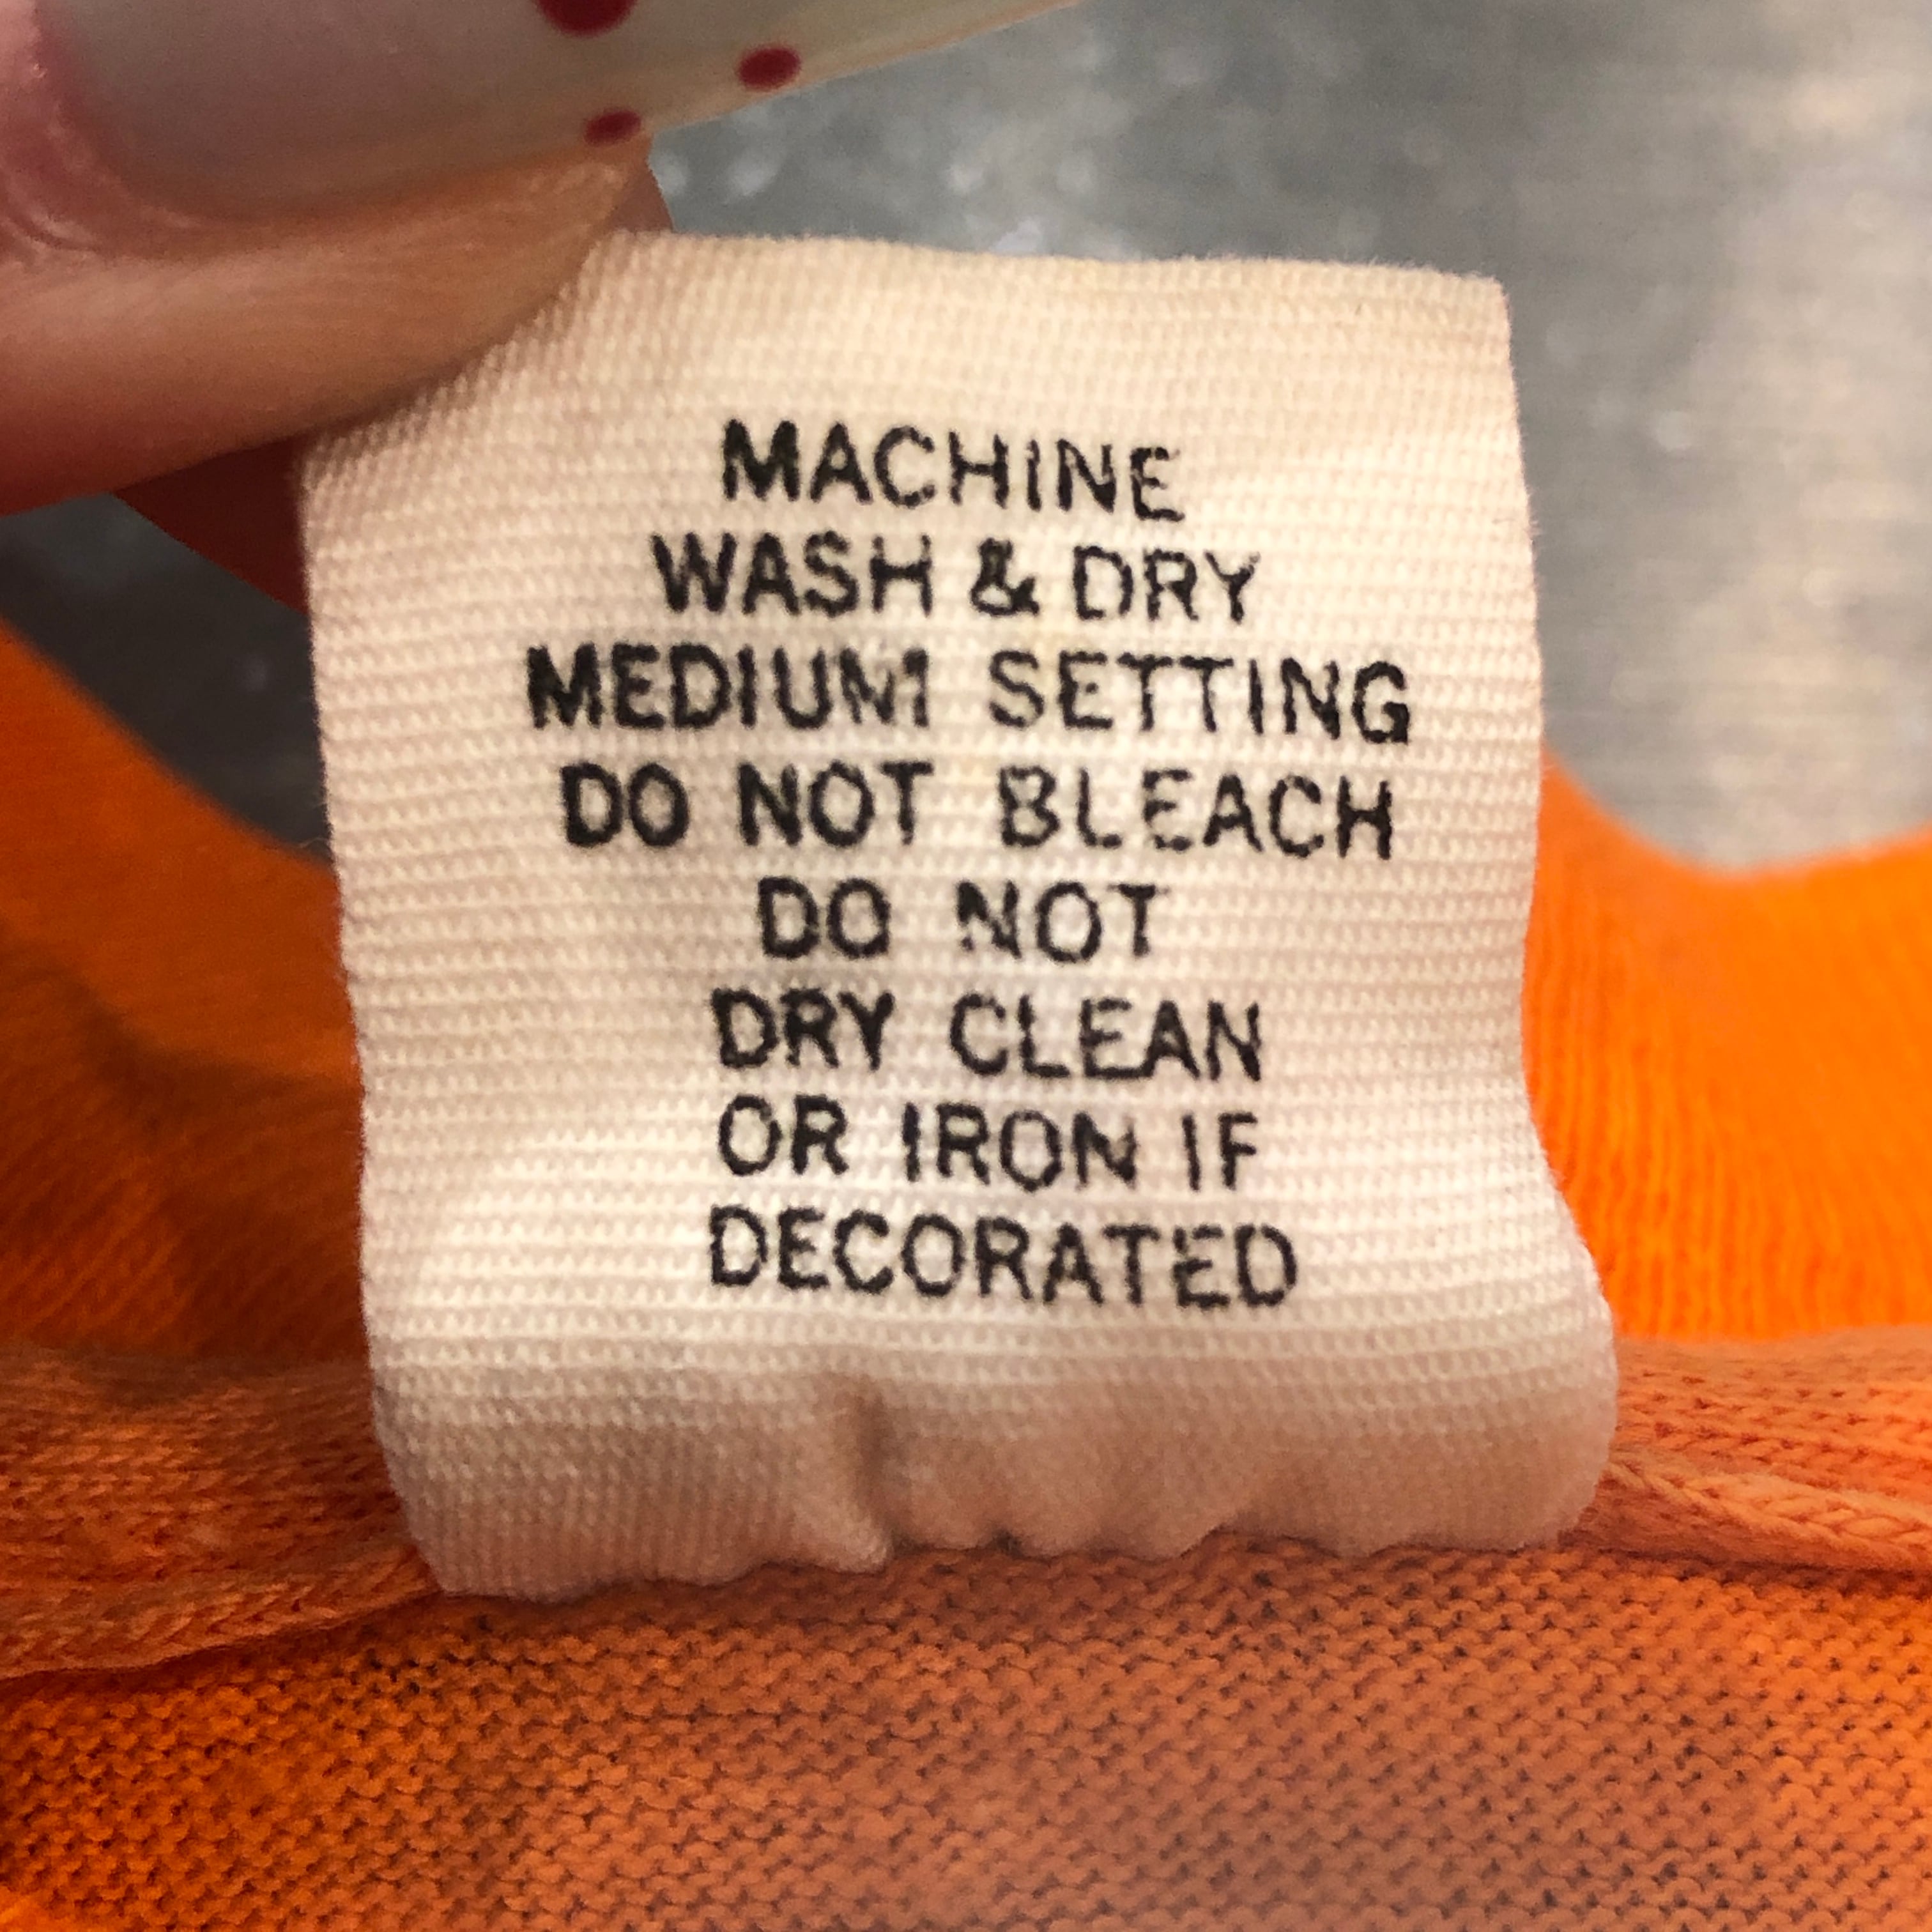 MACHINE
WASH & DRY
MEDIUM SETTING
DO NOT BLEACH
DO NOT
DRY CLEAN
OR IRON IF
DECORATED